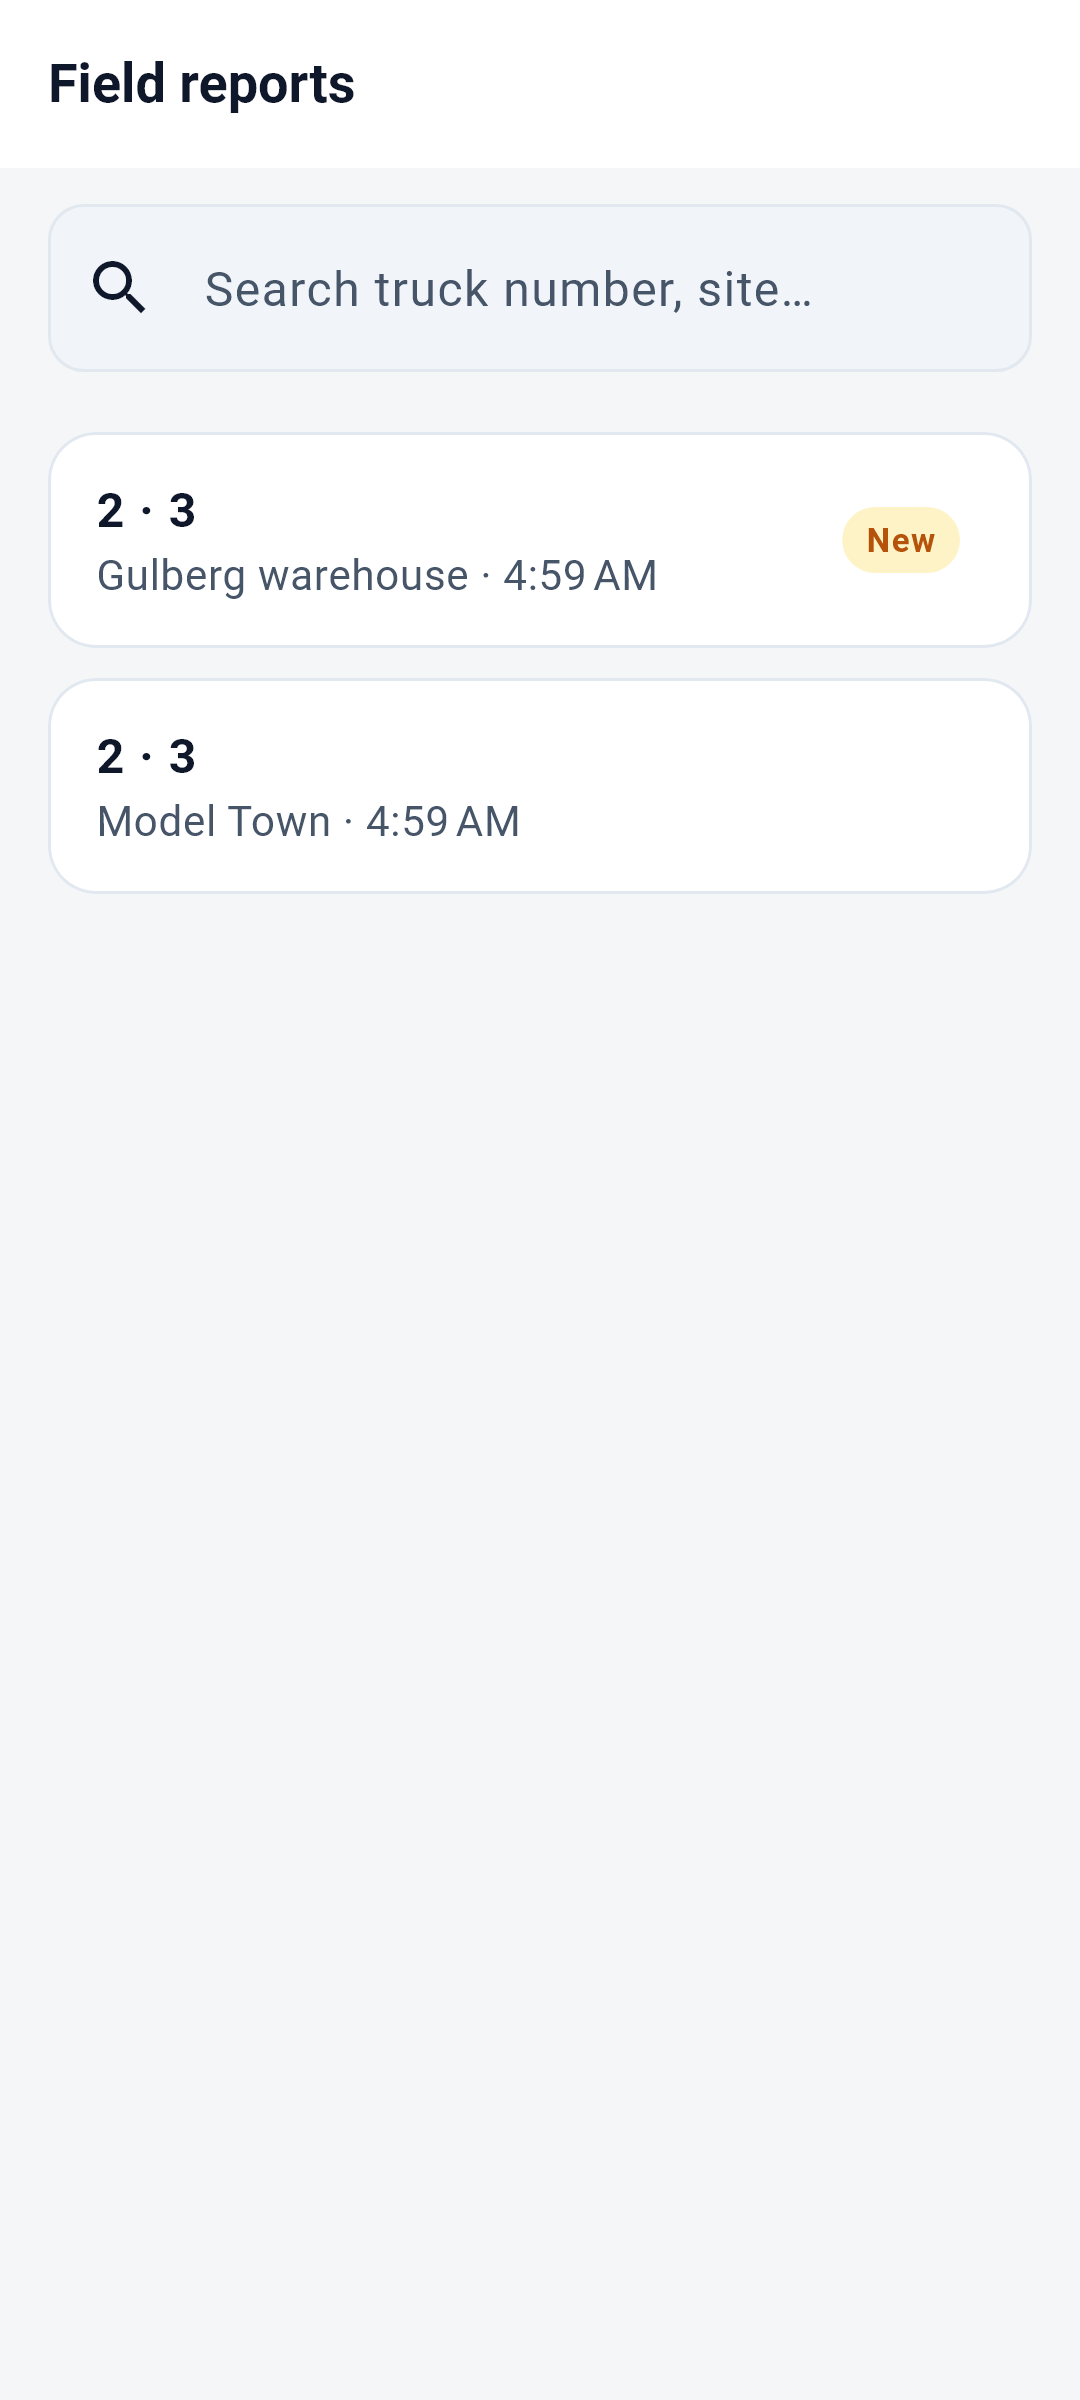 Field reports
Search truck number, site…
2 · 3
Gulberg warehouse · 4:59 AM
New
2 · 3
Model Town · 4:59 AM